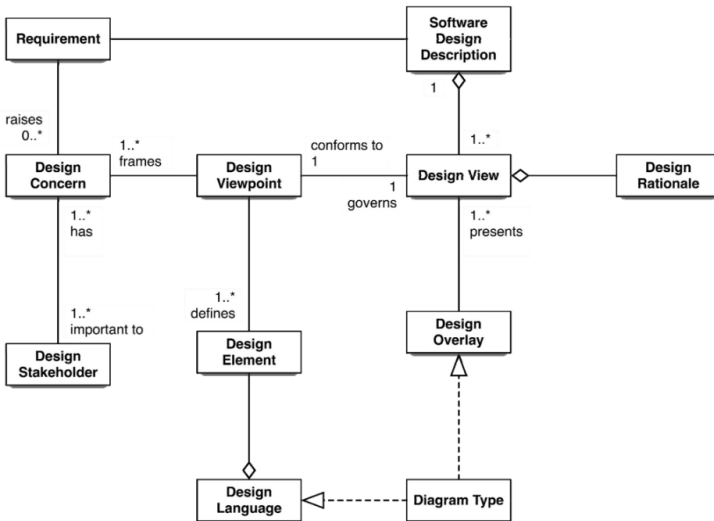 Requirement
Software
Design
Description
raises
0..*
1
1..*
frames
conforms to
1
1..*
Design
Concern
Design
Viewpoint
1
governs
Design View
Design
Rationale
1..*
has
1..*
presents
1..*
defines
1..*
important to
Design
Stakeholder
Design
Element
Design
Overlay
Design
Language
Diagram Type